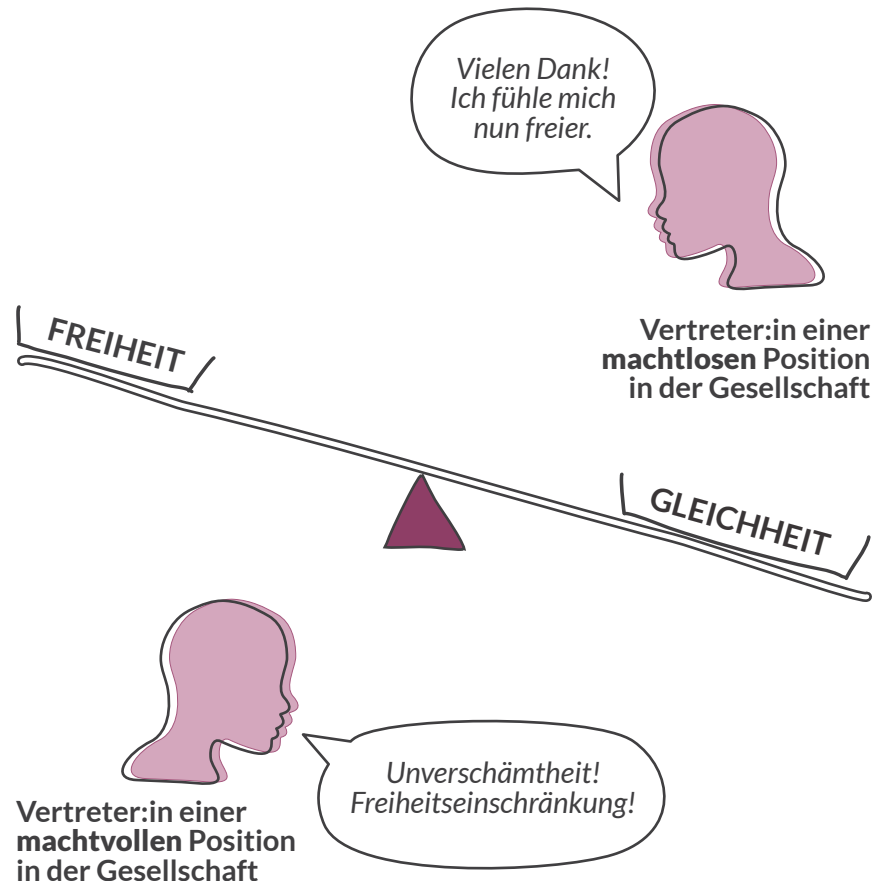 Vielen Dank!
Ich fühle mich
nun freier.
Vertreter:in einer
machtlosen Position
in der Gesellschaft
FREIHEIT
GLEICHHEIT
Unverschämtheit!
Freiheitseinschränkung!
Vertreter:in einer
machtvollen Position
in der Gesellschaft